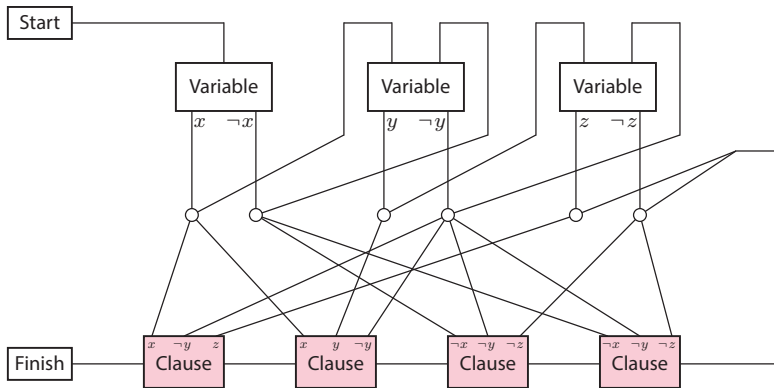 Start
Variable Variable Variable
x ¬x y ¬y z ¬z
x ¬y z x y ¬y ¬x ¬y ¬z ¬x ¬y ¬z
Finish Clause Clause Clause Clause